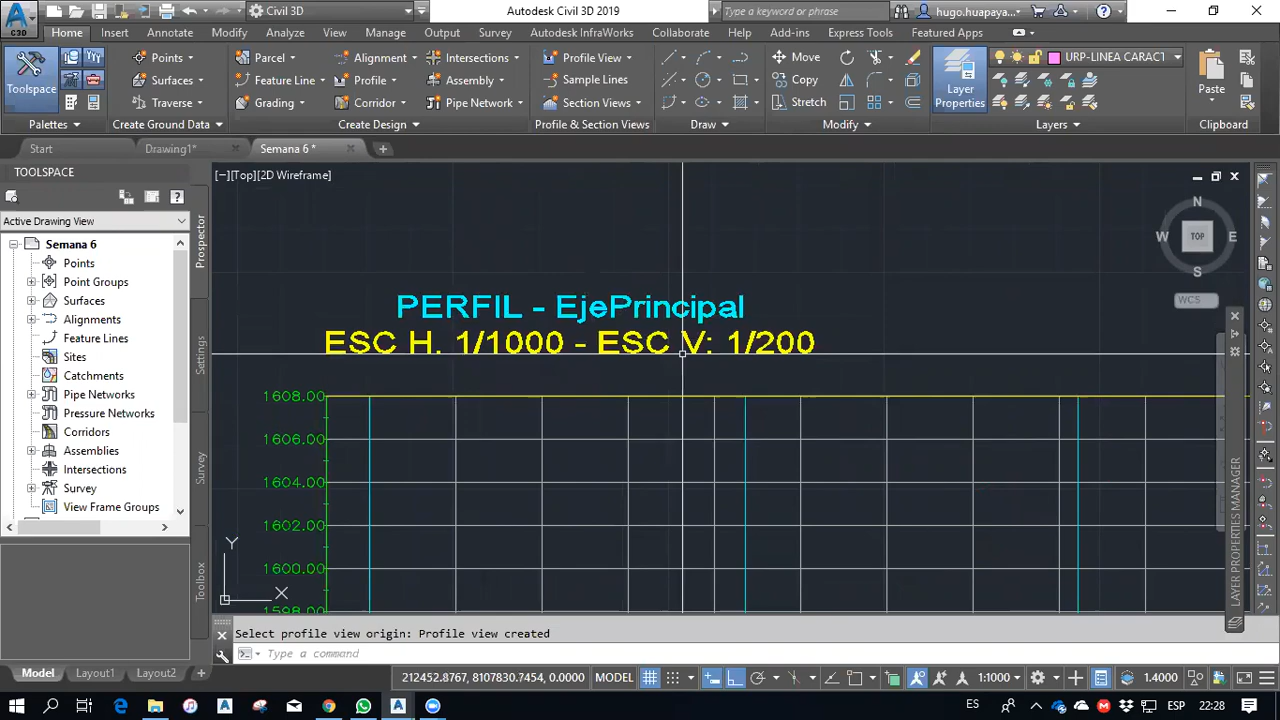 C3D
Civil 3D
Autodesk Civil 3D 2019
Type a keyword or phrase
hugo.huapaya...
Home Insert Annotate Modify Analyze View Manage Output Survey Autodesk InfraWorks Collaborate Help Add-ins Express Tools Featured Apps
Toolspace
Palettes
Points
Surfaces
Traverse
Create Ground Data
Parcel
Feature Line
Grading
Alignment
Profile
Corridor
Intersections
Assembly
Pipe Network
Create Design
Profile View
Sample Lines
Section Views
Profile & Section Views
Draw
Move
Copy
Stretch
Modify
Layer
Properties
URP-LINEA CARAC1
Layers
Paste
Clipboard
Start
Drawing1*
Semana 6 *
TOOLSPACE
Active Drawing View
Semana 6
Points
Point Groups
Surfaces
Alignments
Feature Lines
Sites
Catchments
Pipe Networks
Pressure Networks
Corridors
Assemblies
Intersections
Survey
View Frame Groups
Prospector
Settings
Survey
Toolbox
[−][Top][2D Wireframe]
N
W TOP E
S
WCS
PERFIL - EjePrincipal
ESC H. 1/1000 - ESC V: 1/200
1608.00
1606.00
1604.00
1602.00
1600.00
1598.00
Y
X
LAYER PROPERTIES MANAGER
Select profile view origin: Profile view created
Type a command
Model Layout1 Layout2
212452.8767, 8107830.7454, 0.0000 MODEL
1:1000
1.4000
ES
ESP
22:28